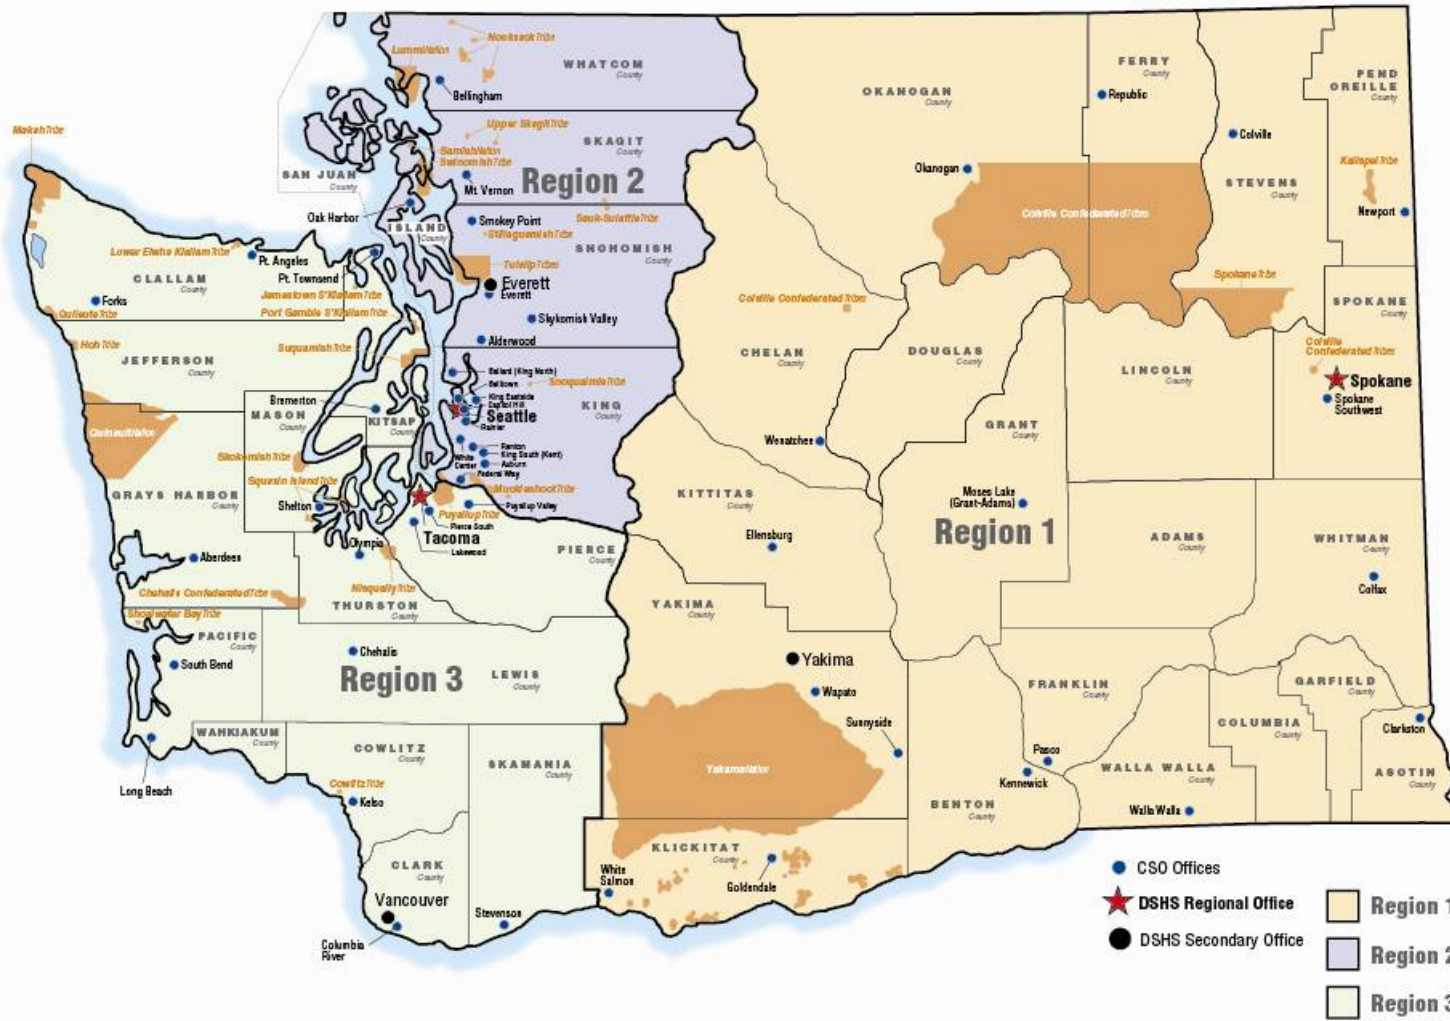 Makah Tribe
Lummi Nation
Nooksack Tribe
WHATCOM
County
Bellingham
OKANOGAN
County
FERRY
County
Republic
PEND
OREILLE
County
Colville
Kalispel Tribe
Upper Skagit Tribe
Samish Nation
Swinomish Tribe
SKAGIT
County
SAN JUAN
County
Mt. Vernon
Region 2
Okanogan
STEVENS
County
Newport
Oak Harbor
ISLAND
County
Smokey Point
Sauk-Suiattle Tribe
Stillaguamish Tribe
SNOHOMISH
County
Colville Confederated Tribes
Lower Elwha Klallam Tribe
Pt. Angeles
Pt. Townsend
CLALLAM
County
Tulalip Tribes
Everett
Everett
Spokane Tribe
Forks
Jamestown S'Klallam Tribe
Colville Confederated Tribes
SPOKANE
County
Quileute Tribe
Port Gamble S'Klallam Tribe
Skykomish Valley
Hoh Tribe
Suquamish Tribe
Alderwood
JEFFERSON
County
CHELAN
County
DOUGLAS
County
LINCOLN
County
Colville
Confederated Tribes
Spokane
Spokane
Southwest
Ballard (King North)
Belltown
Snoqualmie Tribe
King Eastside
Capitol Hill
Seattle
Rainier
KING
County
Bremerton
MASON
County
KITSAP
County
Quinault Nation
GRANT
County
Wenatchee
Renton
King South (Kent)
White
Center
Auburn
Federal Way
Skokomish Tribe
Squaxin Island Tribe
GRAYS HARBOR
County
Shelton
Muckleshoot Tribe
Puyallup Valley
Puyallup Tribe
Pierce South
Tacoma
Lakewood
KITTITAS
County
Moses Lake
(Grant-Adams)
Region 1
Ellensburg
ADAMS
County
WHITMAN
County
Olympia
Aberdeen
PIERCE
County
Colfax
Nisqually Tribe
Chehalis Confederated Tribe
THURSTON
County
YAKIMA
County
Shoalwater Bay Tribe
PACIFIC
County
Chehalis
South Bend
Region 3
LEWIS
County
Yakima
Wapato
FRANKLIN
County
GARFIELD
County
Sunnyside
COLUMBIA
County
Clarkston
WAHKIAKUM
County
COWLITZ
County
SKAMANIA
County
Yakama Nation
Pasco
Kennewick
WALLA WALLA
County
ASOTIN
County
Long Beach
Cowlitz Tribe
Kelso
BENTON
County
Walla Walla
CLARK
County
KLICKITAT
County
White
Salmon
Goldendale
Vancouver
Stevenson
Columbia
River
CSO Offices
DSHS Regional Office
DSHS Secondary Office
Region 1
Region 2
Region 3